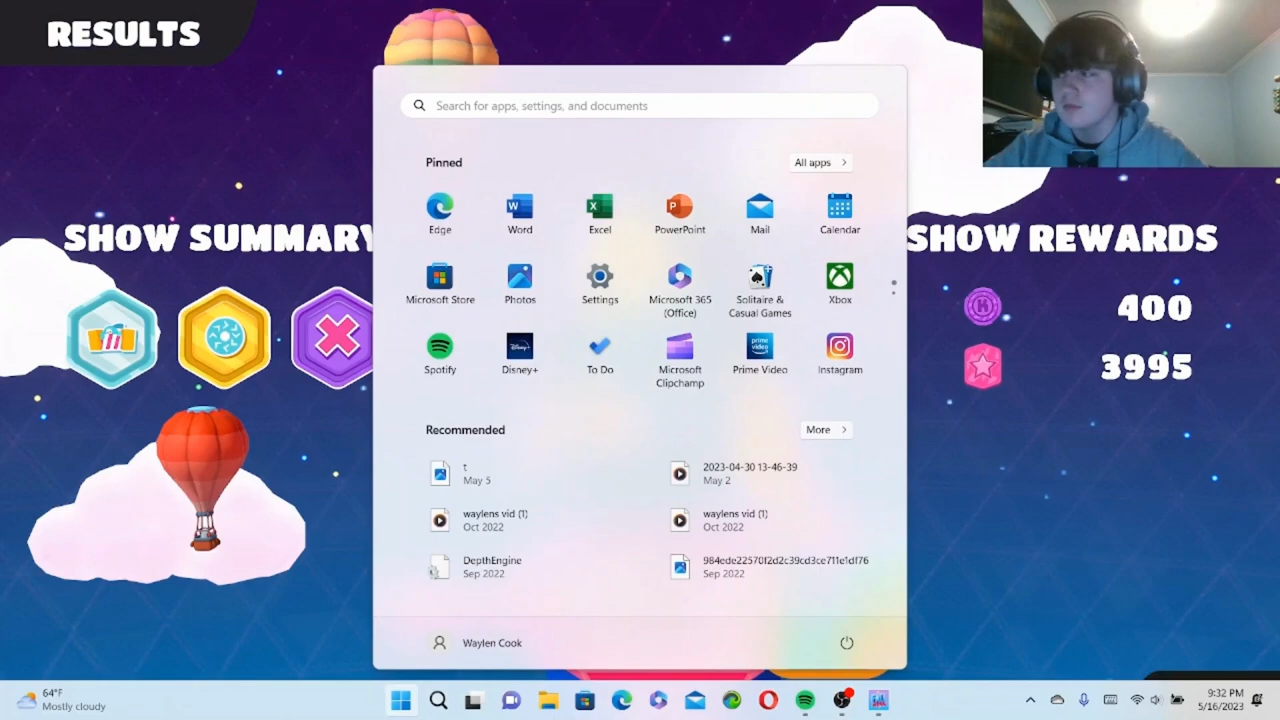 RESULTS
Search for apps, settings, and documents
Pinned
All apps
Edge
Word
Excel
PowerPoint
Mail
Calendar
Microsoft Store
Photos
Settings
Microsoft 365
(Office)
Solitaire &
Casual Games
Xbox
Spotify
Disney+
To Do
Microsoft
Clipchamp
prime
video
Prime Video
Instagram
SHOW SUMMARY
SHOW REWARDS
K
400
3995
Recommended
More
t
May 5
2023-04-30 13-46-39
May 2
waylens vid (1)
Oct 2022
waylens vid (1)
Oct 2022
DepthEngine
Sep 2022
984ede22570f2d2c39cd3ce711e1df76
Sep 2022
Waylen Cook
64°F
Mostly cloudy
9:32 PM
5/16/2023